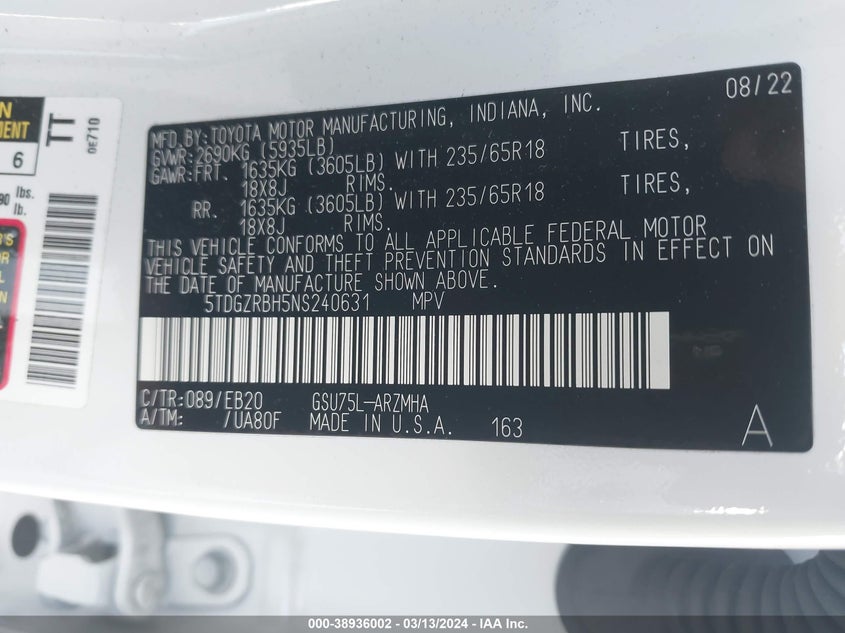 08/22
MFD.BY:TOYOTA MOTOR MANUFACTURING, INDIANA, INC.
GVWR:2690KG (5935LB)
GAWR:FRT. 1635KG (3605LB) WITH 235/65R18 TIRES,
18X8J RIMS.
RR. 1635KG (3605LB) WITH 235/65R18 TIRES,
18X8J RIMS.
THIS VEHICLE CONFORMS TO ALL APPLICABLE FEDERAL MOTOR
VEHICLE SAFETY AND THEFT PREVENTION STANDARDS IN EFFECT ON
THE DATE OF MANUFACTURE SHOWN ABOVE.
5TDGZRBH5NS240631 MPV
C/TR:089/EB20 GSU75L-ARZMHA
A/TM: /UA80F MADE IN U.S.A. 163
A
TT
0E710
6
lbs.
lb.
000-38936002 - 03/13/2024 - IAA Inc.